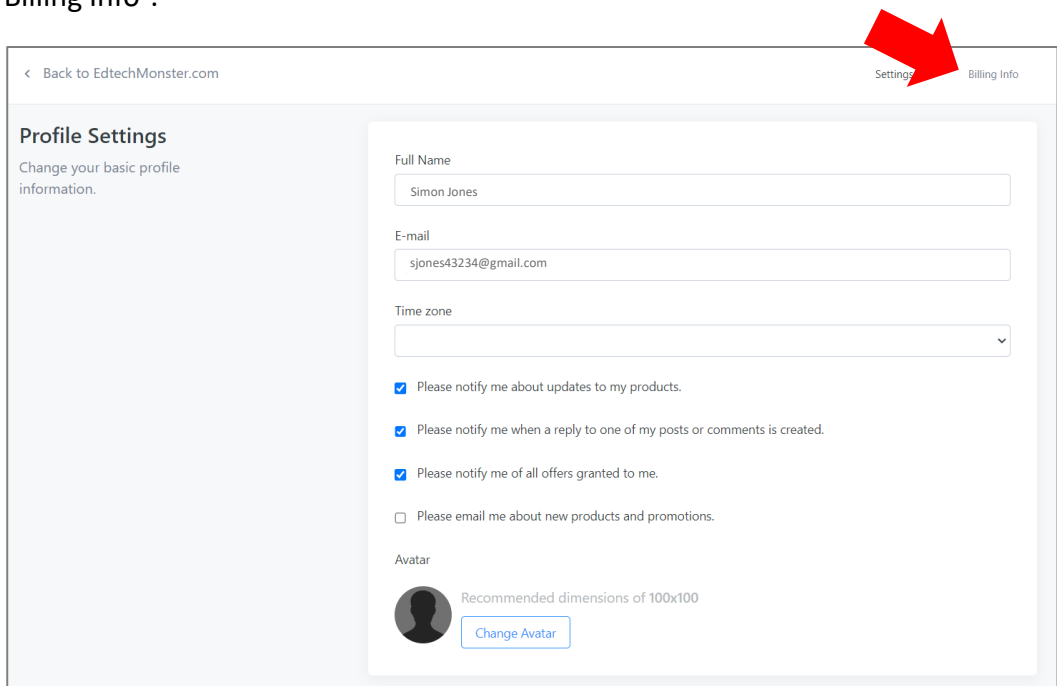 Billing Info".
Back to EdtechMonster.com
Settings
Billing Info
Profile Settings
Change your basic profile
information.
Full Name
Simon Jones
E-mail
sjones43234@gmail.com
Time zone
Please notify me about updates to my products.
Please notify me when a reply to one of my posts or comments is created.
Please notify me of all offers granted to me.
Please email me about new products and promotions.
Avatar
Recommended dimensions of 100x100
Change Avatar